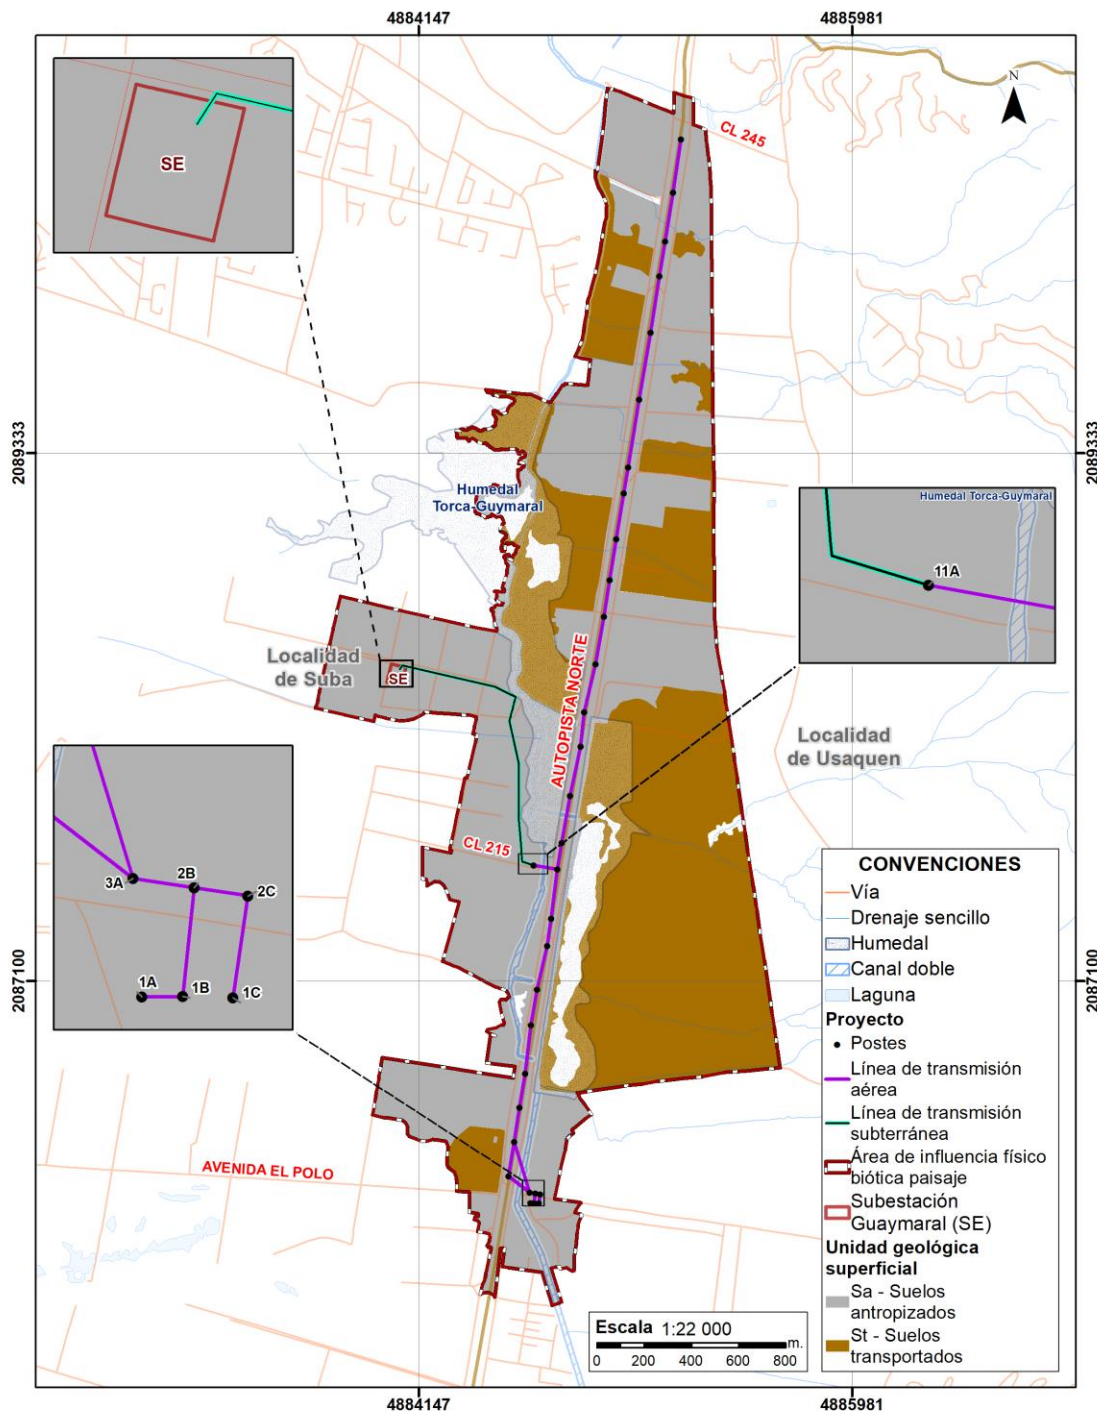 4884147
4885981
N
CL 245
SE
2089333
2089333
Humedal
Torca-Guymaral
Humedal Torca-Guymaral
11A
Localidad
de Suba
SE
AUTOPISTA NORTE
Localidad
de Usaquen
CL 215
3A
2B
2C
1A
1B
1C
2087100
2087100
AVENIDA EL POLO
CONVENCIONES
Vía
Drenaje sencillo
Humedal
Canal doble
Laguna
Proyecto
Postes
Línea de transmisión
aérea
Línea de transmisión
subterránea
Área de influencia físico
biótica paisaje
Subestación
Guaymaral (SE)
Unidad geológica
superficial
Sa - Suelos
antropizados
St - Suelos
transportados
Escala 1:22 000
m.
0 200 400 600 800
4884147
4885981